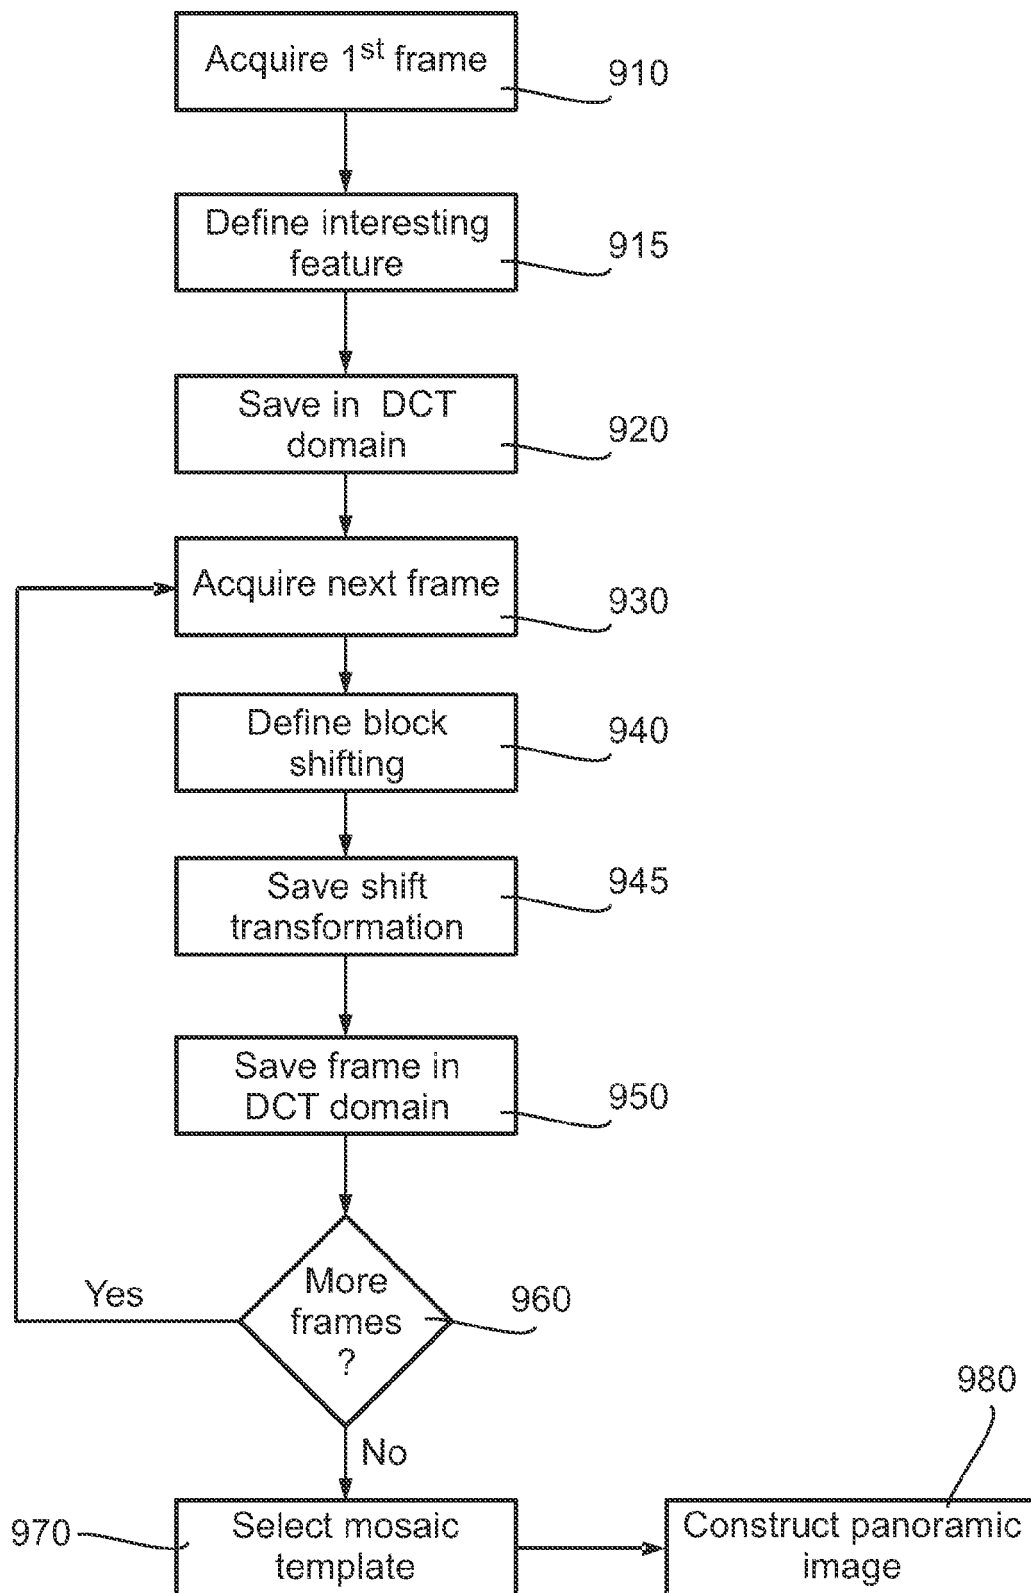 Acquire 1st frame
910
Define interesting
feature
915
Save in DCT
domain
920
Acquire next frame
930
Define block
shifting
940
Save shift
transformation
945
Save frame in
DCT domain
950
More
frames
?
960
Yes
No
970
Select mosaic
template
980
Construct panoramic
image